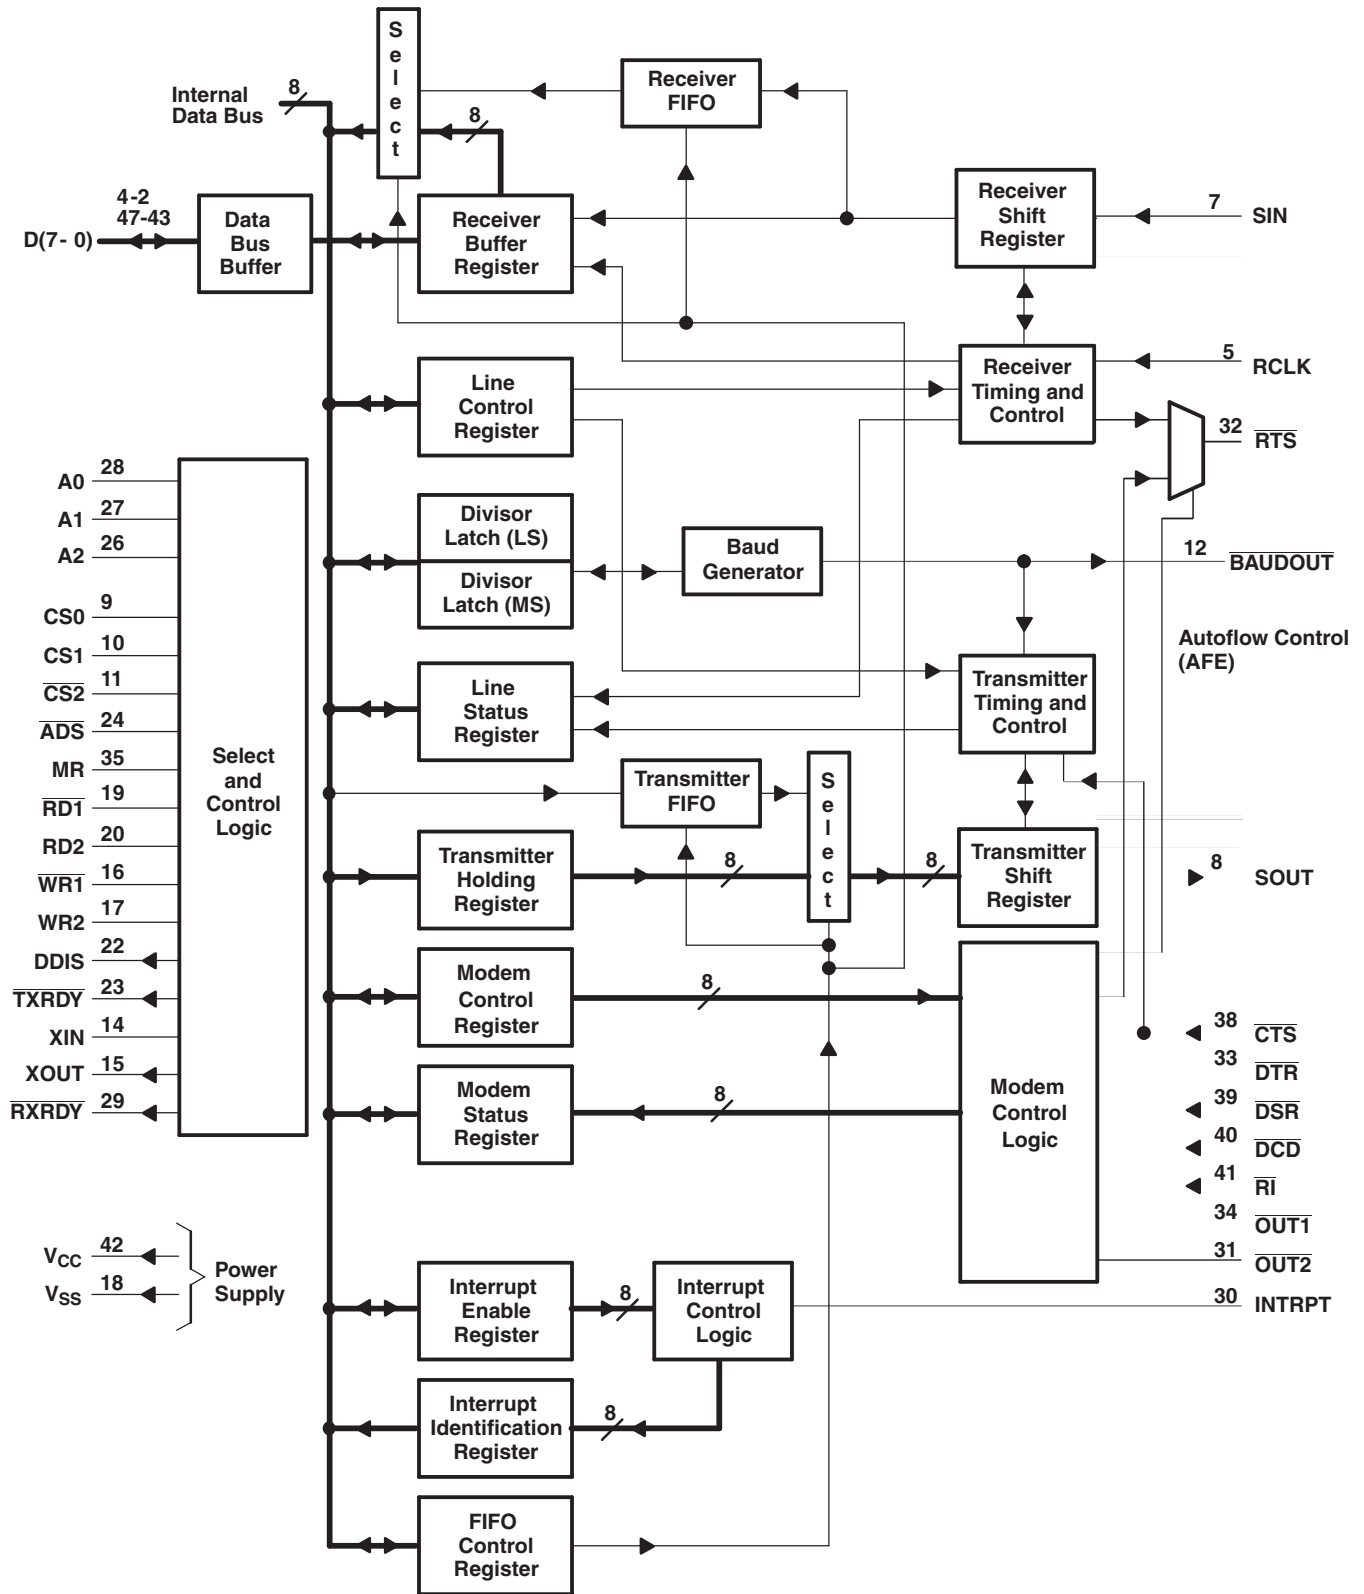 S
e
l
e
c
t
8
Internal
Data Bus
8
Receiver
FIFO
4-2
47-43
D(7- 0)
Data
Bus
Buffer
Receiver
Buffer
Register
Receiver
Shift
Register
7
SIN
Line
Control
Register
Receiver
Timing and
Control
5
RCLK
32
RTS
A0 28
A1 27
A2 26
CS0 9
CS1 10
CS2 11
ADS 24
MR 35
RD1 19
RD2 20
WR1 16
WR2 17
DDIS 22
TXRDY 23
XIN 14
XOUT 15
RXRDY 29
Select
and
Control
Logic
Divisor
Latch (LS)
Divisor
Latch (MS)
Baud
Generator
12
BAUDOUT
Autoflow Control
(AFE)
Line
Status
Register
Transmitter
Timing and
Control
Transmitter
FIFO
S
e
l
e
c
t
Transmitter
Holding
Register
8
8
Transmitter
Shift
Register
8
SOUT
Modem
Control
Register
8
Modem
Status
Register
8
Modem
Control
Logic
38 CTS
33 DTR
39 DSR
40 DCD
41 RI
34 OUT1
31 OUT2
30 INTRPT
VCC 42
VSS 18
Power
Supply
Interrupt
Enable
Register
8
Interrupt
Control
Logic
Interrupt
Identification
Register
8
FIFO
Control
Register